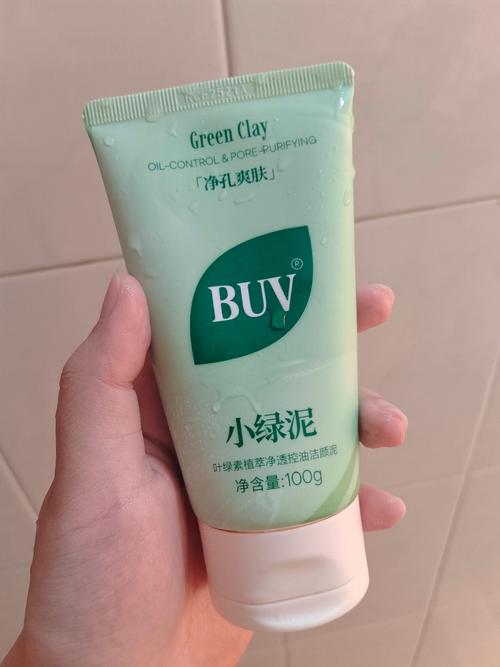 Green Clay
OIL-CONTROL & PORE-PURIFYING
「净孔爽肤」
BUV®
小绿泥
叶绿素植萃净透控油洁颜泥
净含量:100g